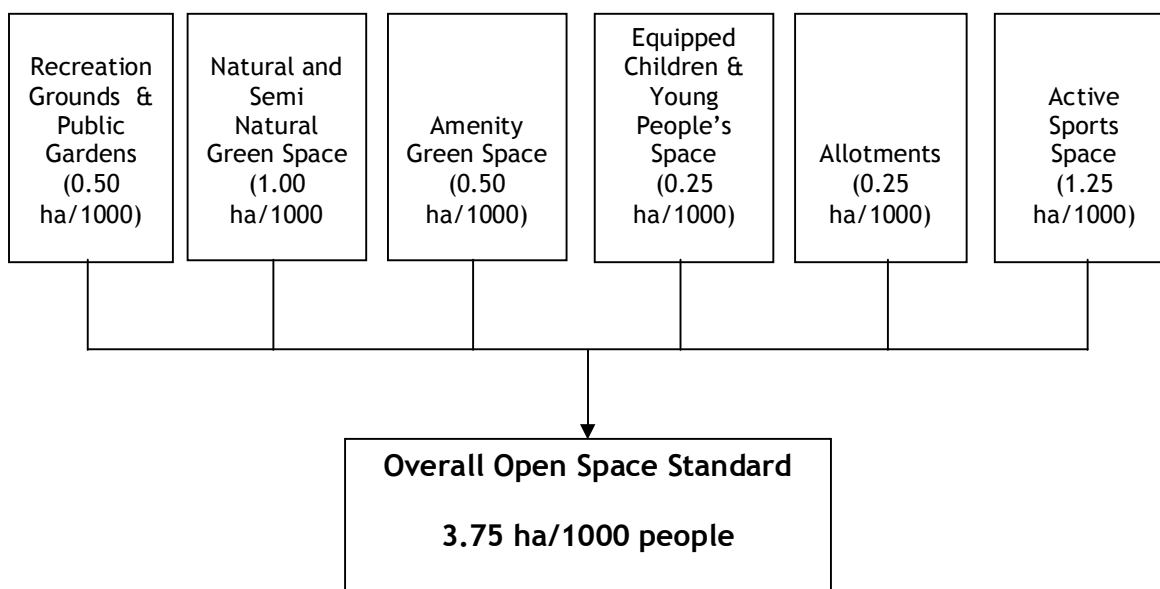 Recreation
Grounds & 
Public
Gardens
(0.50
ha/1000)
Natural and
Semi
Natural
Green Space
(1.00
ha/1000
Amenity
Green Space
(0.50
ha/1000)
Equipped
Children &
Young
People’s
Space
(0.25
ha/1000)
Allotments
(0.25
ha/1000)
Active
Sports
Space
(1.25
ha/1000)
Overall Open Space Standard
3.75 ha/1000 people